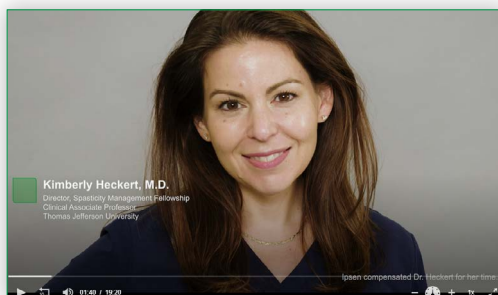 Kimberly Heckert, M.D.
Director, Spasticity Management Fellowship
Clinical Associate Professor
Thomas Jefferson University
Ipsen compensated Dr. Heckert for her time
01:40 / 19:20
1x